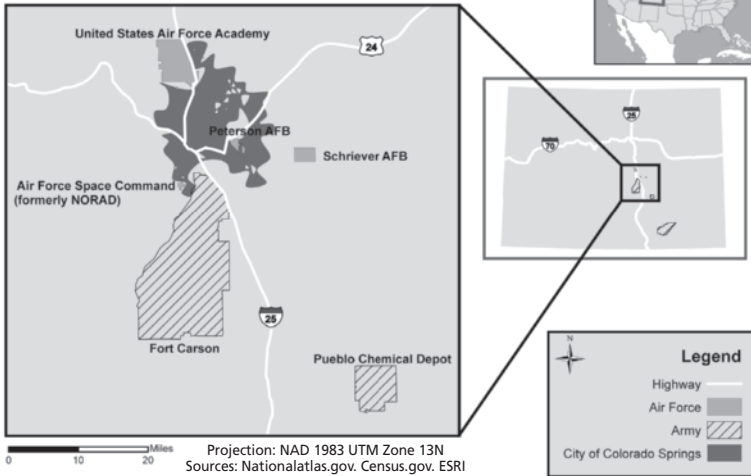 United States Air Force Academy
24
Peterson AFB
Schriever AFB
Air Force Space Command
(formerly NORAD)
25
Fort Carson
Pueblo Chemical Depot
25
70
N
Legend
Highway
Air Force
Army
City of Colorado Springs
Miles
0 10 20
Projection: NAD 1983 UTM Zone 13N
Sources: Nationalatlas.gov. Census.gov. ESRI